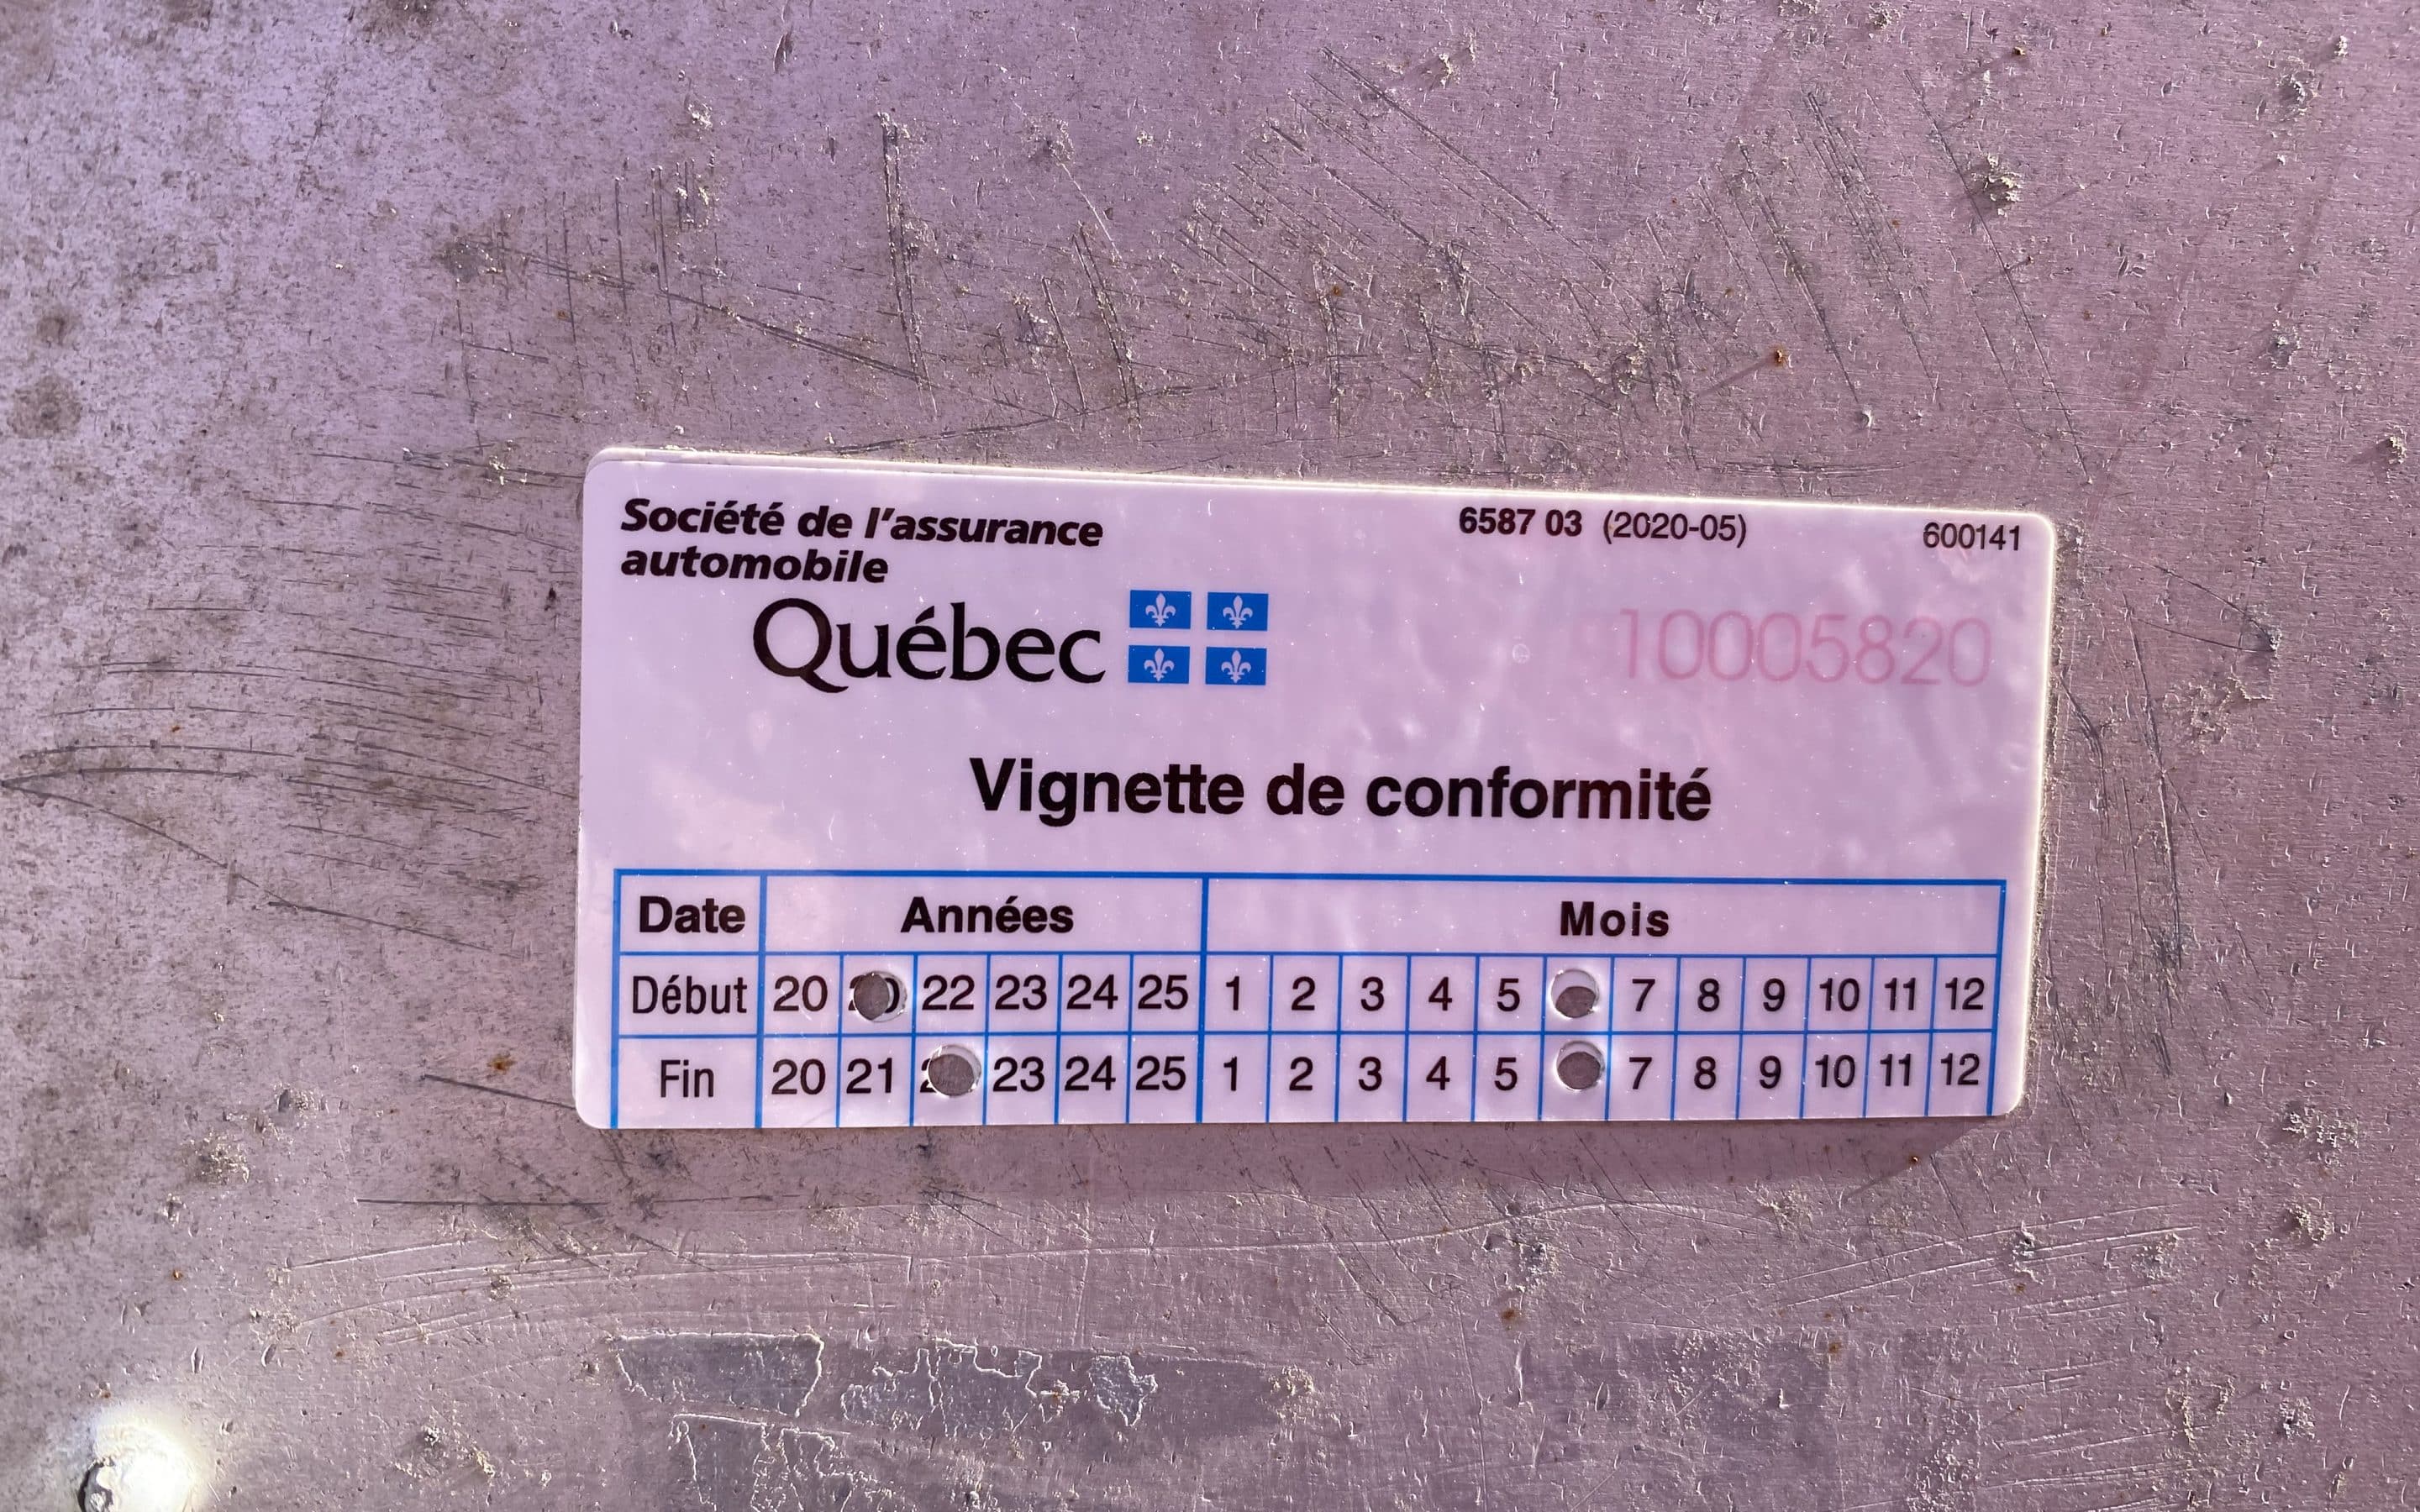 Société de l'assurance
automobile
Québec
6587 03 (2020-05)
600141
10005820
Vignette de conformité
Date Années Mois
Début 20 22 23 24 25 1 2 3 4 5 7 8 9 10 11 12
Fin 20 21 23 24 25 1 2 3 4 5 7 8 9 10 11 12